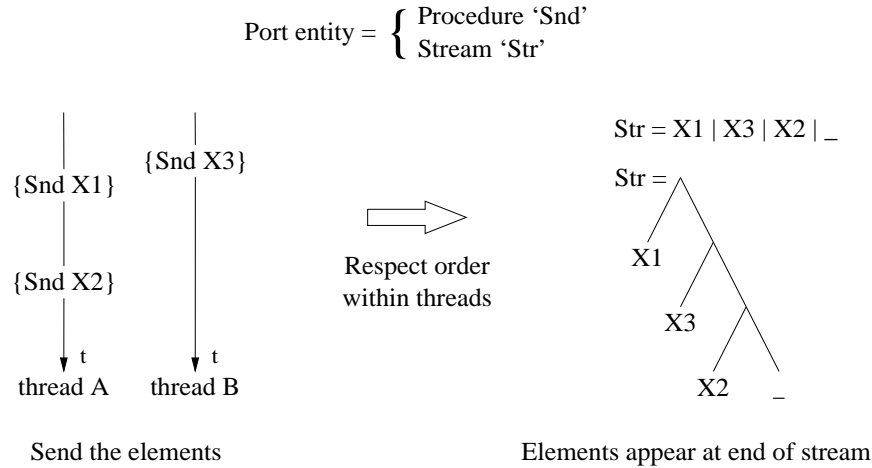 Port entity = { Procedure ‘Snd’
Stream ‘Str’
{Snd X1}
{Snd X2}
t
thread A
{Snd X3}
t
thread B
Send the elements
Respect order
within threads
Str = X1 | X3 | X2 | _
Str =
X1
X3
X2
_
Elements appear at end of stream